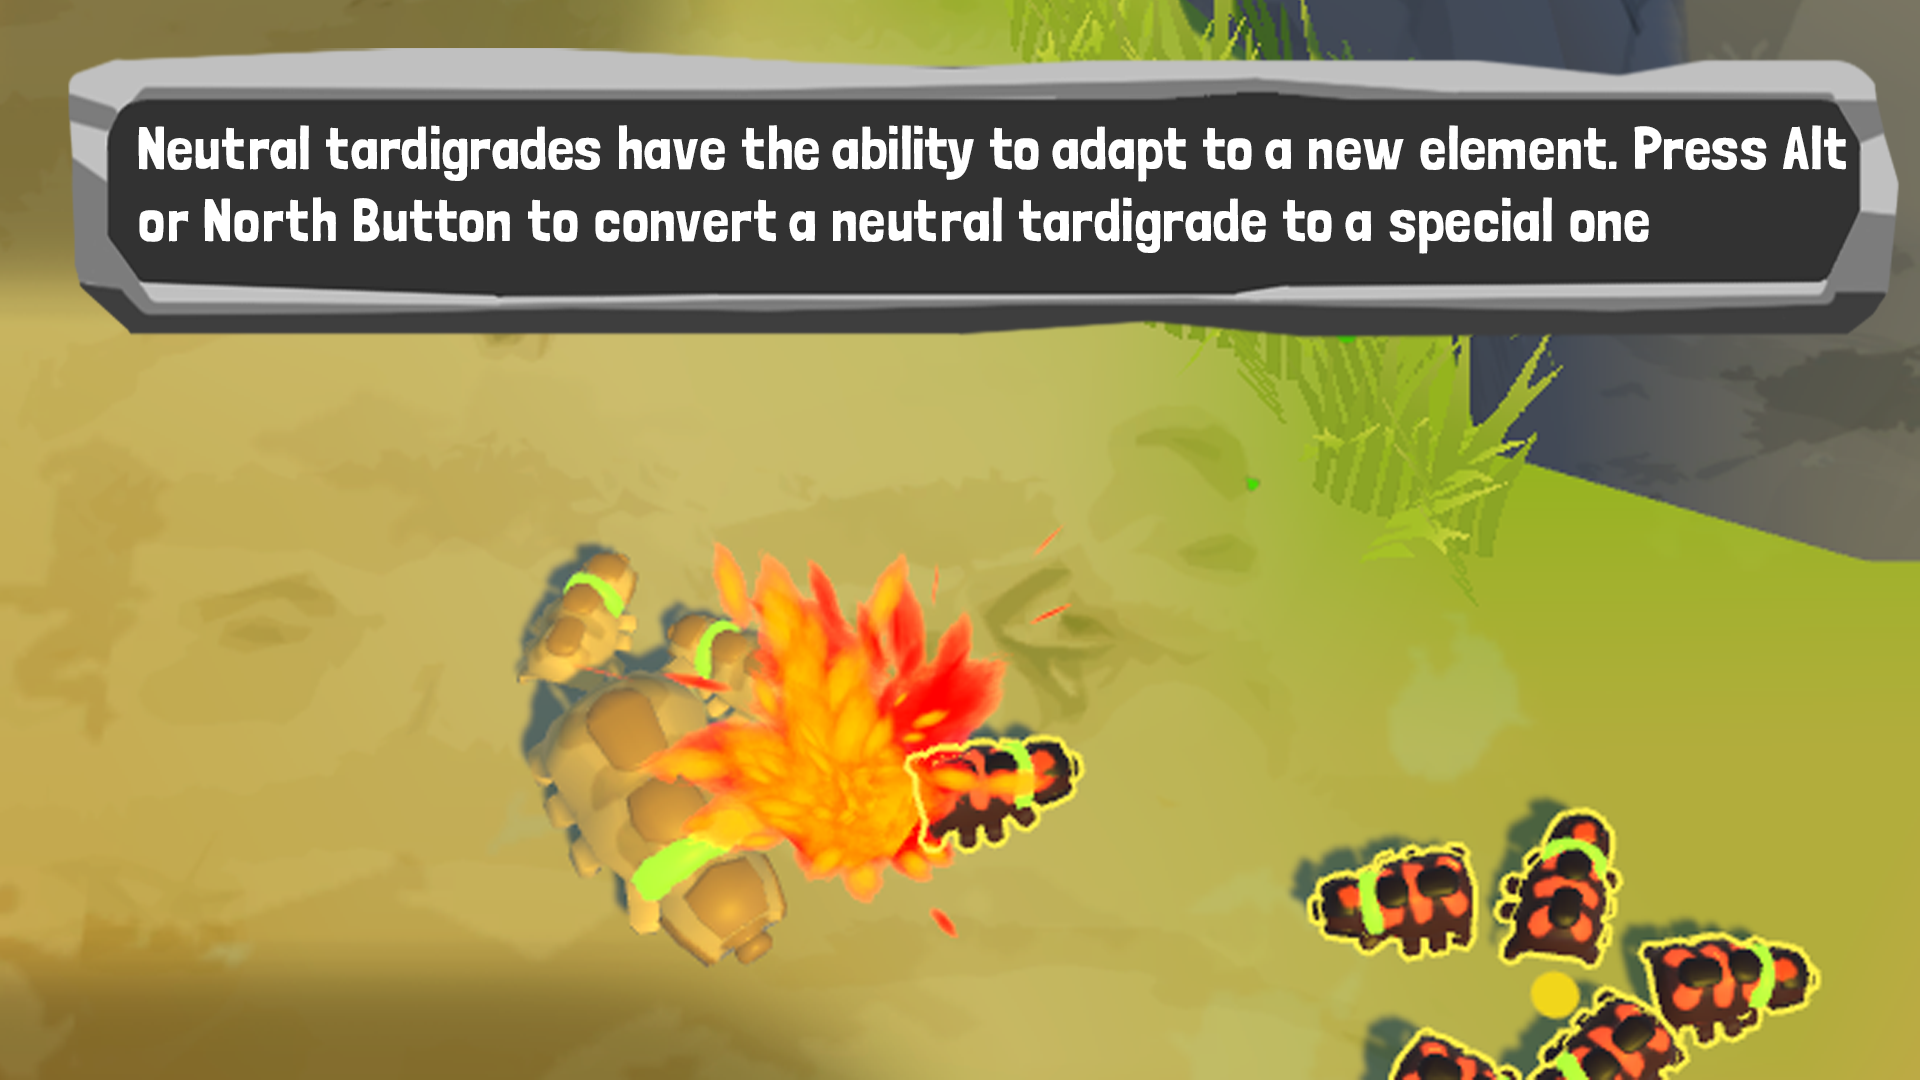 Neutral tardigrades have the ability to adapt to a new element. Press Alt
or North Button to convert a neutral tardigrade to a special one